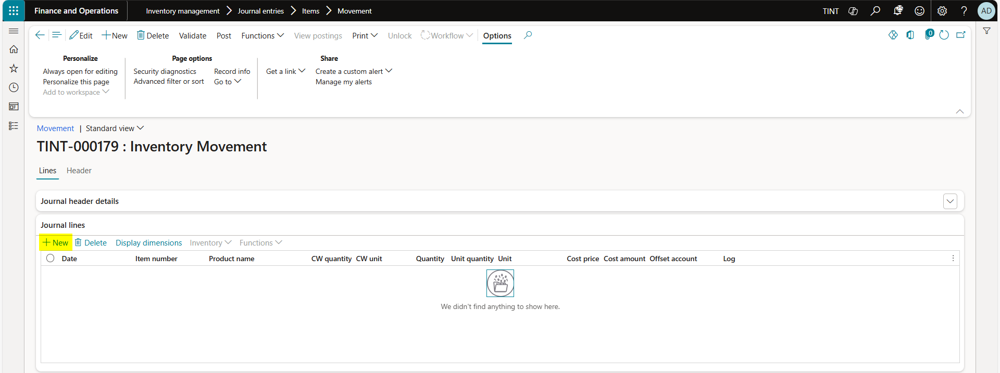 Finance and Operations
Inventory management Journal entries Items Movement
TINT
25
?
AD
Edit New Delete Validate Post Functions View postings Print Unlock Workflow Options
0
Personalize
Always open for editing
Personalize this page
Add to workspace
Page options
Security diagnostics Record info
Advanced filter or sort Go to
Share
Get a link Create a custom alert
Manage my alerts
Movement | Standard view
TINT-000179 : Inventory Movement
Lines Header
Journal header details
Journal lines
New Delete Display dimensions Inventory Functions
Date Item number Product name CW quantity CW unit Quantity Unit quantity Unit Cost price Cost amount Offset account Log
We didn't find anything to show here.